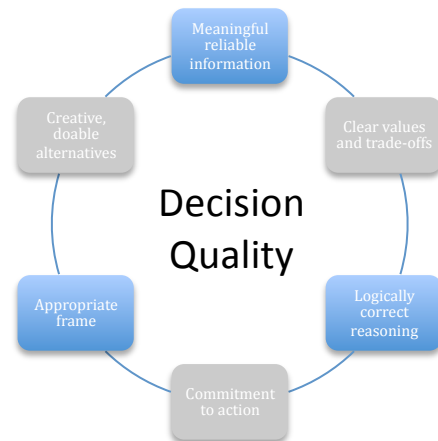 Meaningful
reliable
information
Clear values
and trade-offs
Logically
correct
reasoning
Commitment
to action
Appropriate
frame
Creative,
doable
alternatives
Decision
Quality